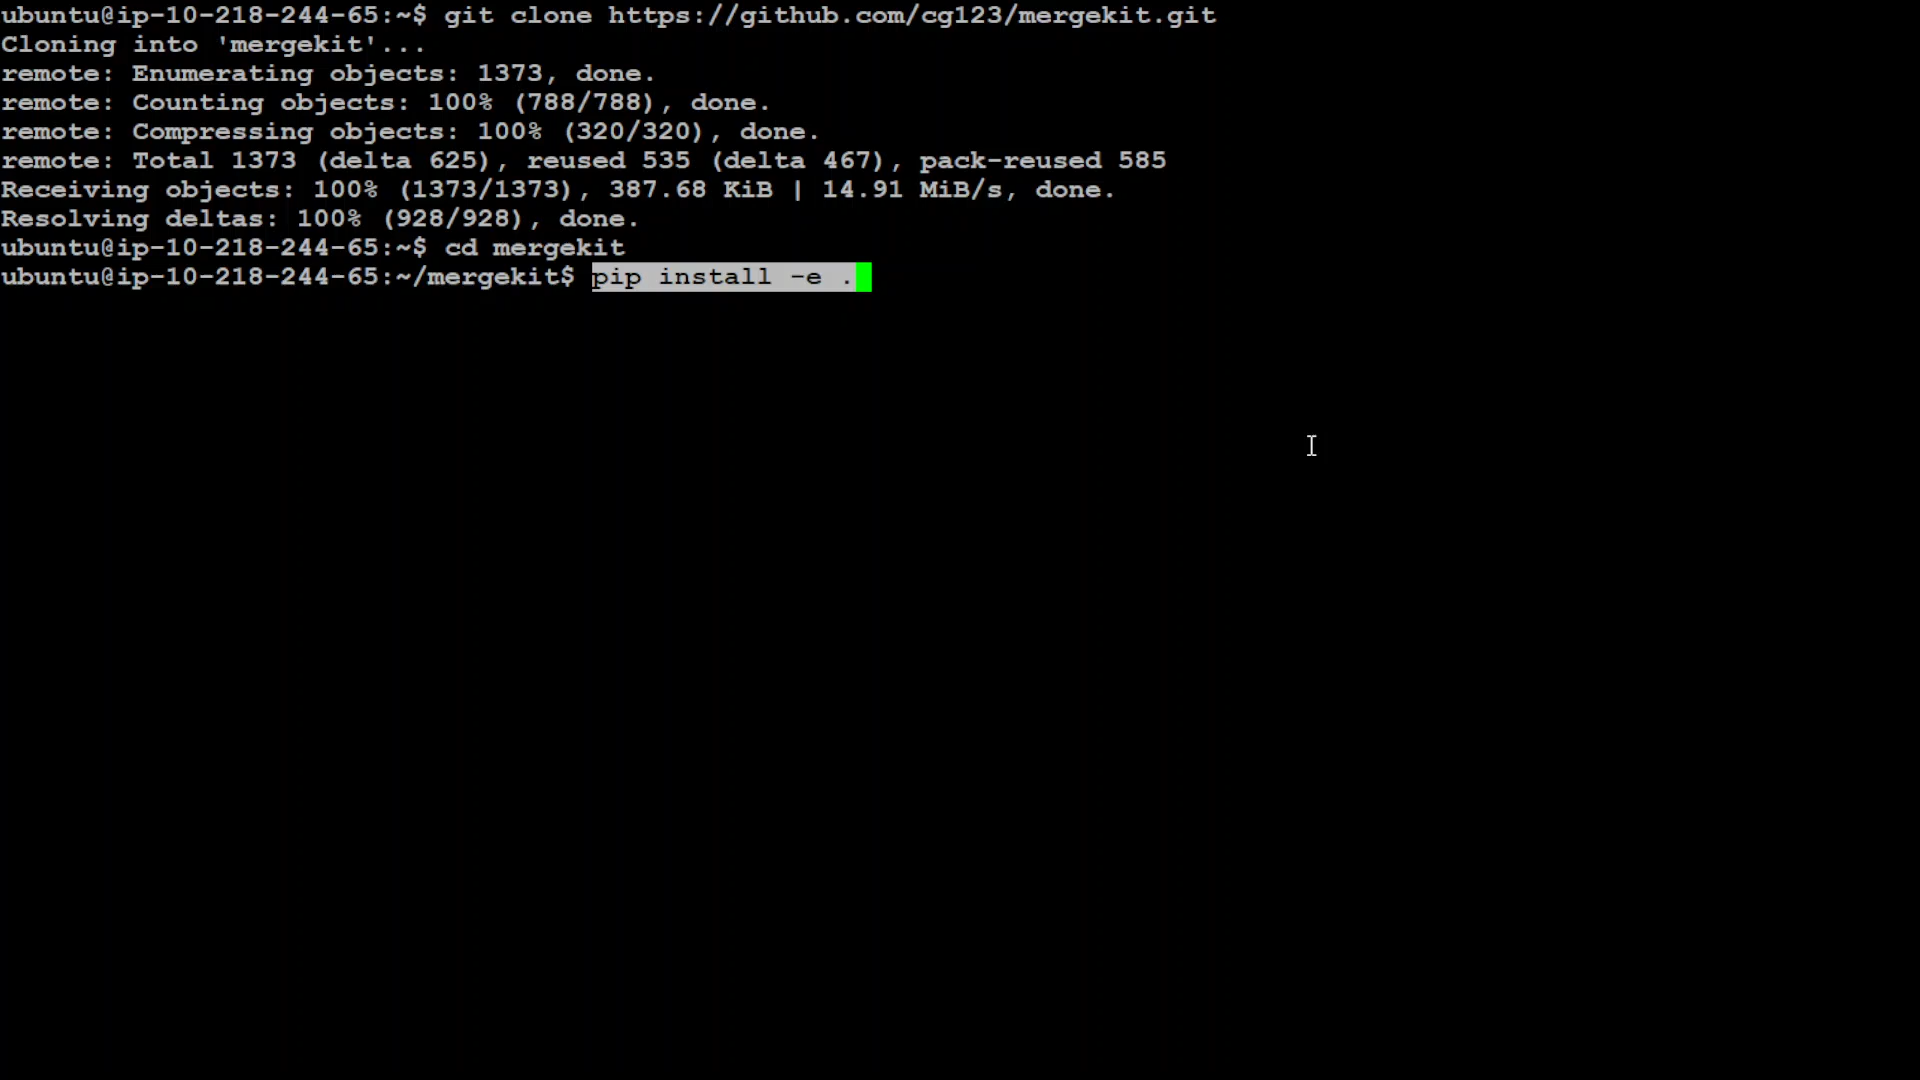 ubuntu@ip-10-218-244-65:~$ git clone https://github.com/cg123/mergekit.git
Cloning into 'mergekit'...
remote: Enumerating objects: 1373, done.
remote: Counting objects: 100% (788/788), done.
remote: Compressing objects: 100% (320/320), done.
remote: Total 1373 (delta 625), reused 535 (delta 467), pack-reused 585
Receiving objects: 100% (1373/1373), 387.68 KiB | 14.91 MiB/s, done.
Resolving deltas: 100% (928/928), done.
ubuntu@ip-10-218-244-65:~$ cd mergekit
ubuntu@ip-10-218-244-65:~/mergekit$ pip install -e .